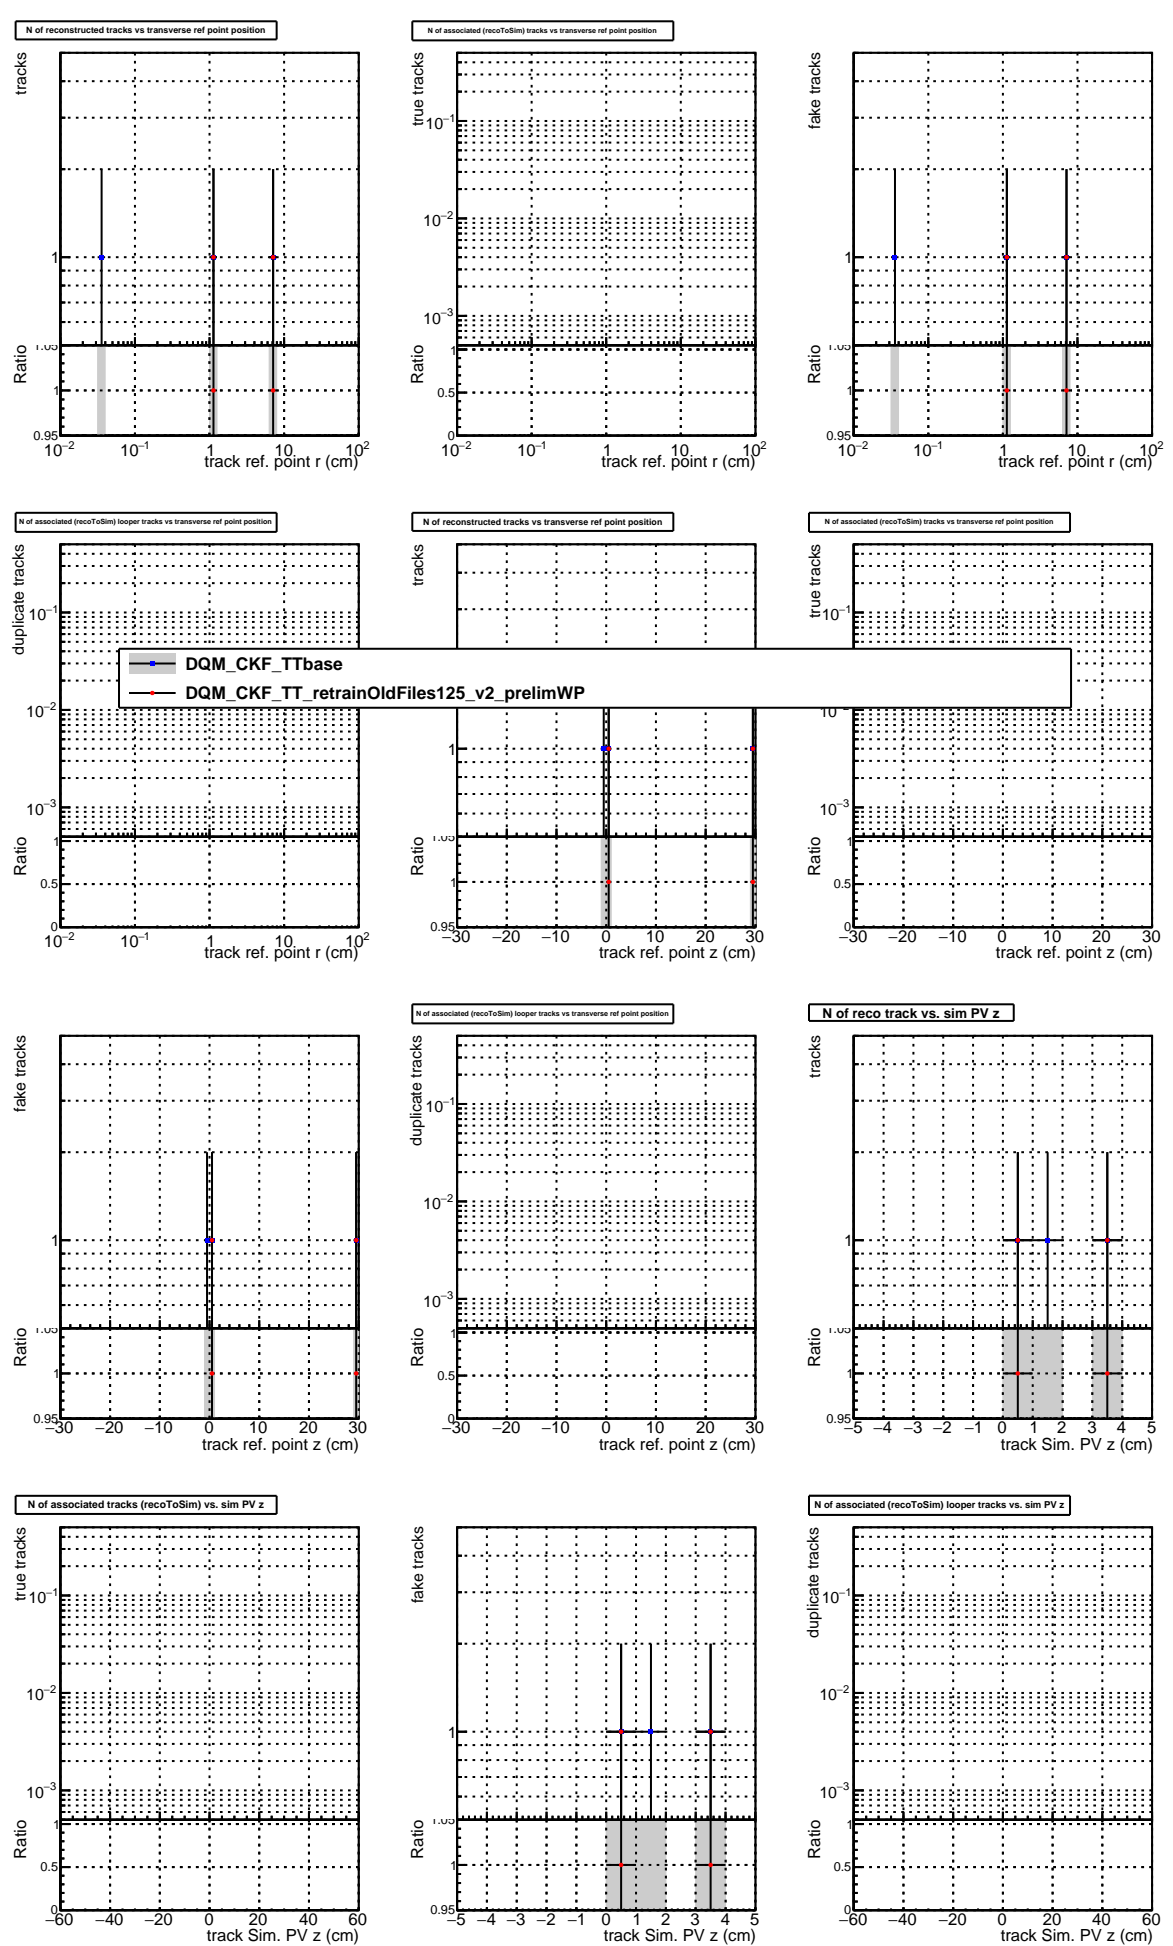 N of reconstructed tracks vs transverse ref point position
N of associated (recoToSim) tracks vs transverse ref point position
tracks
true tracks
fake tracks
1
10−1
10−2
10−3
1
Ratio
1.05
1
0.95
Ratio
1
0.5
0
Ratio
1.05
1
0.95
10−2 10−1 1 10 102
track ref. point r (cm)
10−2 10−1 1 10 102
track ref. point r (cm)
10−2 10−1 1 10 102
track ref. point r (cm)
N of associated (recoToSim) looper tracks vs transverse ref point position
N of reconstructed tracks vs transverse ref point position
N of associated (recoToSim) tracks vs transverse ref point position
duplicate tracks
tracks
true tracks
10−1
10−2
10−3
1
10−1
10−2
10−3
DQM_CKF_TTbase
DQM_CKF_TT_retrainOldFiles125_v2_prelimWP
Ratio
1
0.5
0
Ratio
1.05
1
0.95
Ratio
1
0.5
0
10−2 10−1 1 10 102
track ref. point r (cm)
−30 −20 −10 0 10 20 30
track ref. point z (cm)
−30 −20 −10 0 10 20 30
track ref. point z (cm)
N of associated (recoToSim) looper tracks vs transverse ref point position
N of reco track vs. sim PV z
fake tracks
duplicate tracks
tracks
1
10−1
10−2
10−3
1
Ratio
1.05
1
0.95
Ratio
1
0.5
0
Ratio
1.05
1
0.95
−30 −20 −10 0 10 20 30
track ref. point z (cm)
−30 −20 −10 0 10 20 30
track ref. point z (cm)
−5 −4 −3 −2 −1 0 1 2 3 4 5
track Sim. PV z (cm)
N of associated tracks (recoToSim) vs. sim PV z
N of associated (recoToSim) looper tracks vs. sim PV z
true tracks
fake tracks
duplicate tracks
10−1
10−2
10−3
1
10−1
10−2
10−3
Ratio
1
0.5
0
Ratio
1.05
1
0.95
Ratio
1
0.5
0
−60 −40 −20 0 20 40 60
track Sim. PV z (cm)
−5 −4 −3 −2 −1 0 1 2 3 4 5
track Sim. PV z (cm)
−60 −40 −20 0 20 40 60
track Sim. PV z (cm)